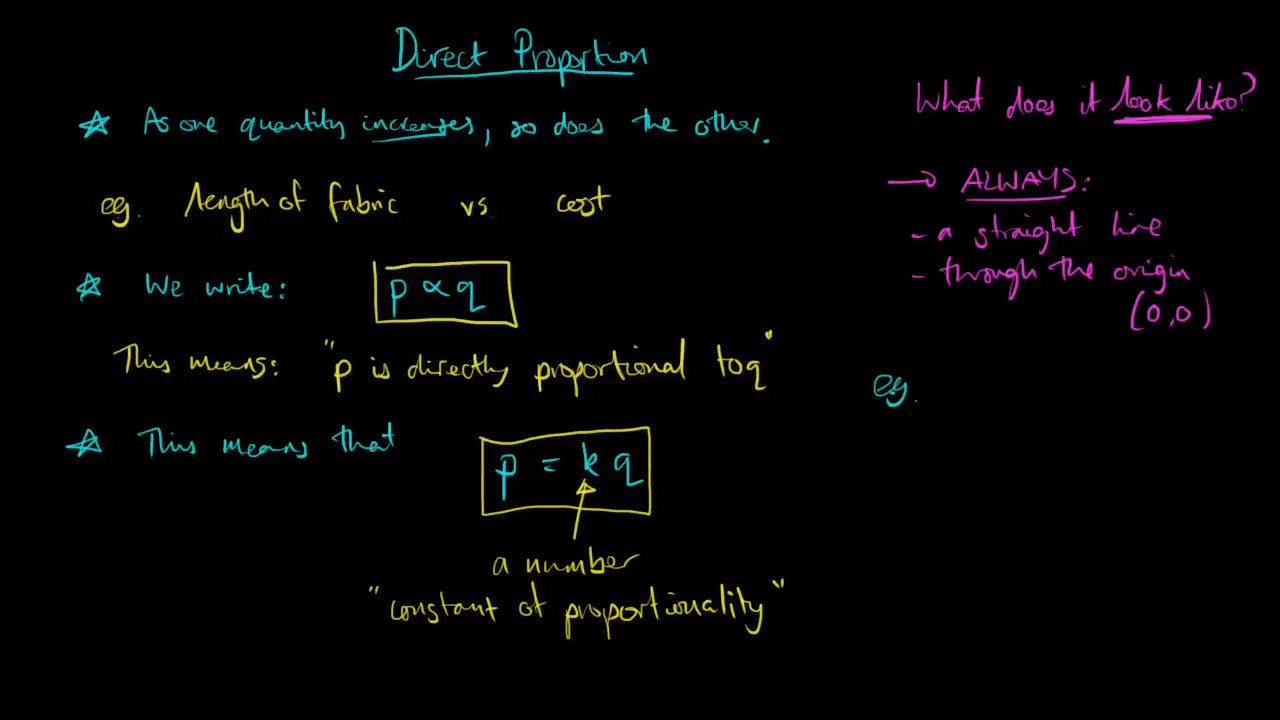 Direct Proportion
As one quantity increases, so does the other.
eg. length of fabric vs cost
We write: p ∝ q
This means: "p is directly proportional to q"
This means that p = k q
a number
"constant of proportionality"
What does it look like?
→ ALWAYS:
- a straight line
- through the origin
(0,0)
eg.